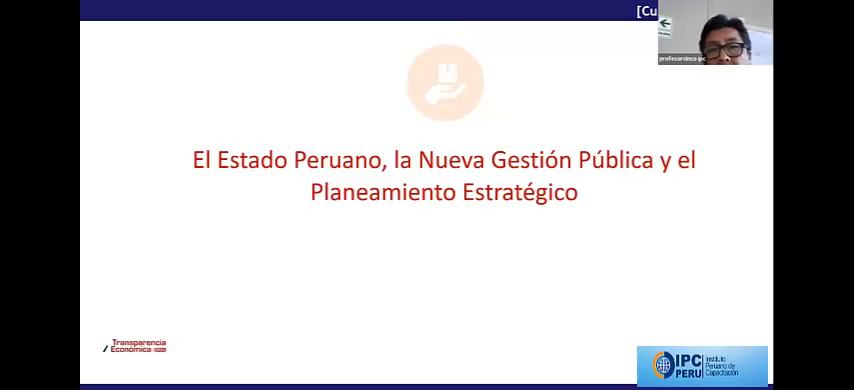 [Cu
profesorcinco ipc
El Estado Peruano, la Nueva Gestión Pública y el
Planeamiento Estratégico
Transparencia
Económica
IPC
PERU
Instituto
Peruano de
Capacitación